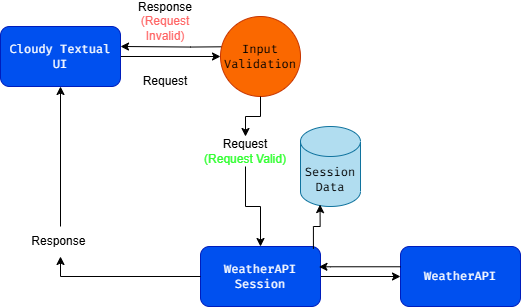 Response
(Request
Invalid)
Cloudy Textual
UI
Input
Validation
Request
Request
(Request Valid)
Session
Data
Response
WeatherAPI
Session
WeatherAPI